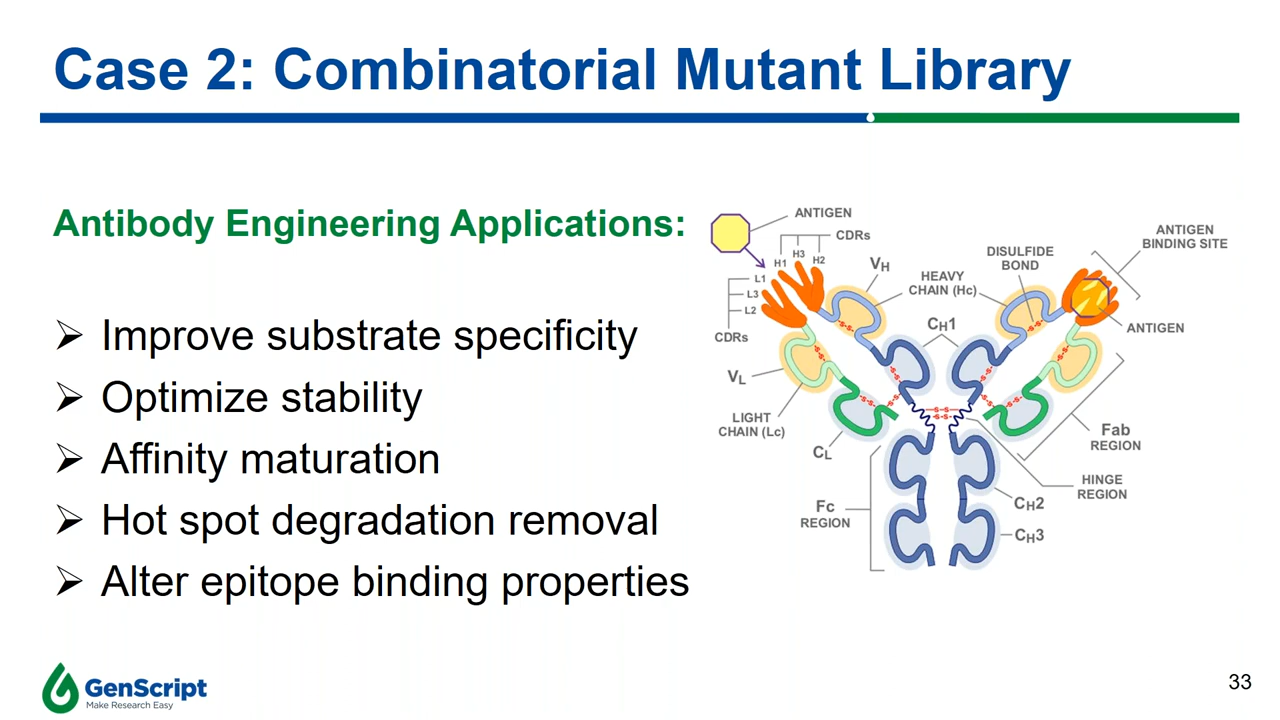 Case 2: Combinatorial Mutant Library
Antibody Engineering Applications:
➢ Improve substrate specificity
➢ Optimize stability
➢ Affinity maturation
➢ Hot spot degradation removal
➢ Alter epitope binding properties
ANTIGEN
CDRs
H1
H3
H2
L1
L3
L2
CDRs
VH
VL
LIGHT
CHAIN (Lc)
CL
HEAVY
CHAIN (Hc)
CH1
DISULFIDE
BOND
ANTIGEN
BINDING SITE
ANTIGEN
Fab
REGION
HINGE
REGION
Fc
REGION
CH2
CH3
-S-S-
-S-S-
-S-S-
-S-S-
-S-S-
-S-S-
-S-S-
-S-S-
-S-S-
-S-S-
GenScript
Make Research Easy
33